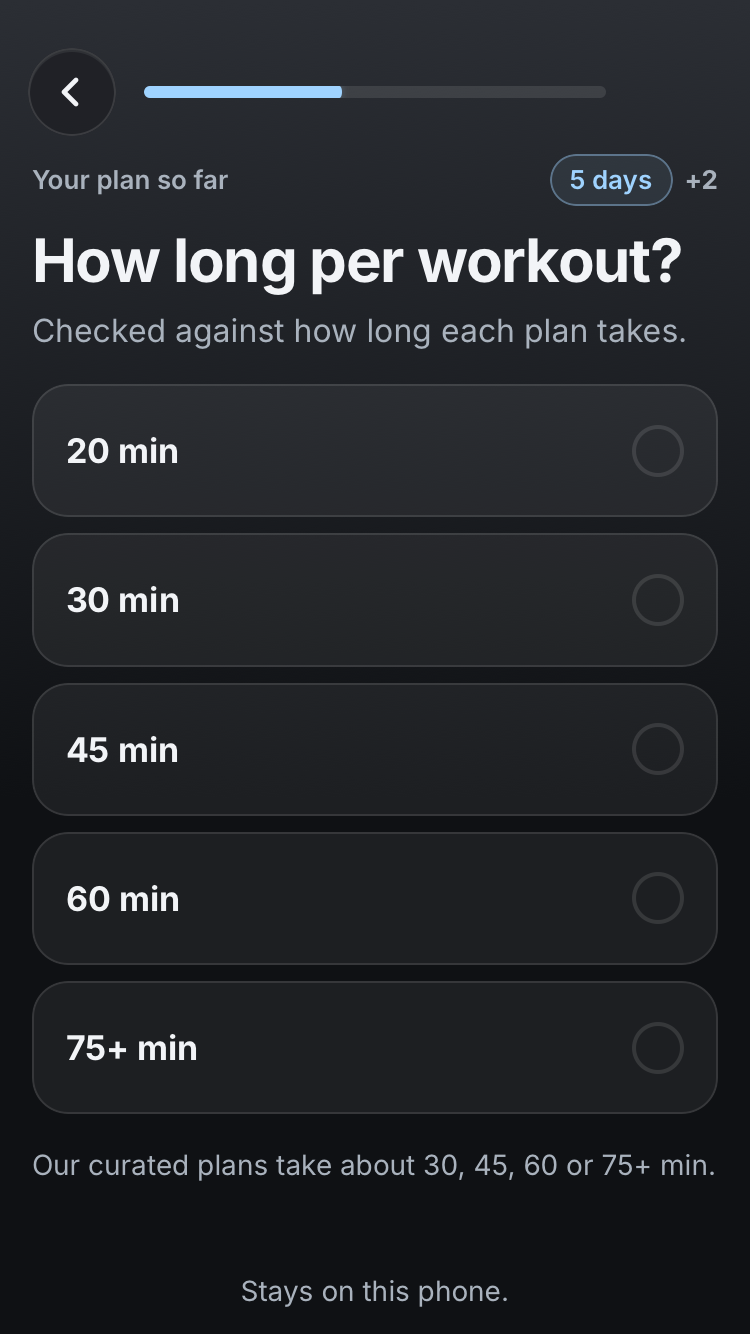 Your plan so far
5 days
+2
How long per workout?
Checked against how long each plan takes.
20 min
30 min
45 min
60 min
75+ min
Our curated plans take about 30, 45, 60 or 75+ min.
Stays on this phone.